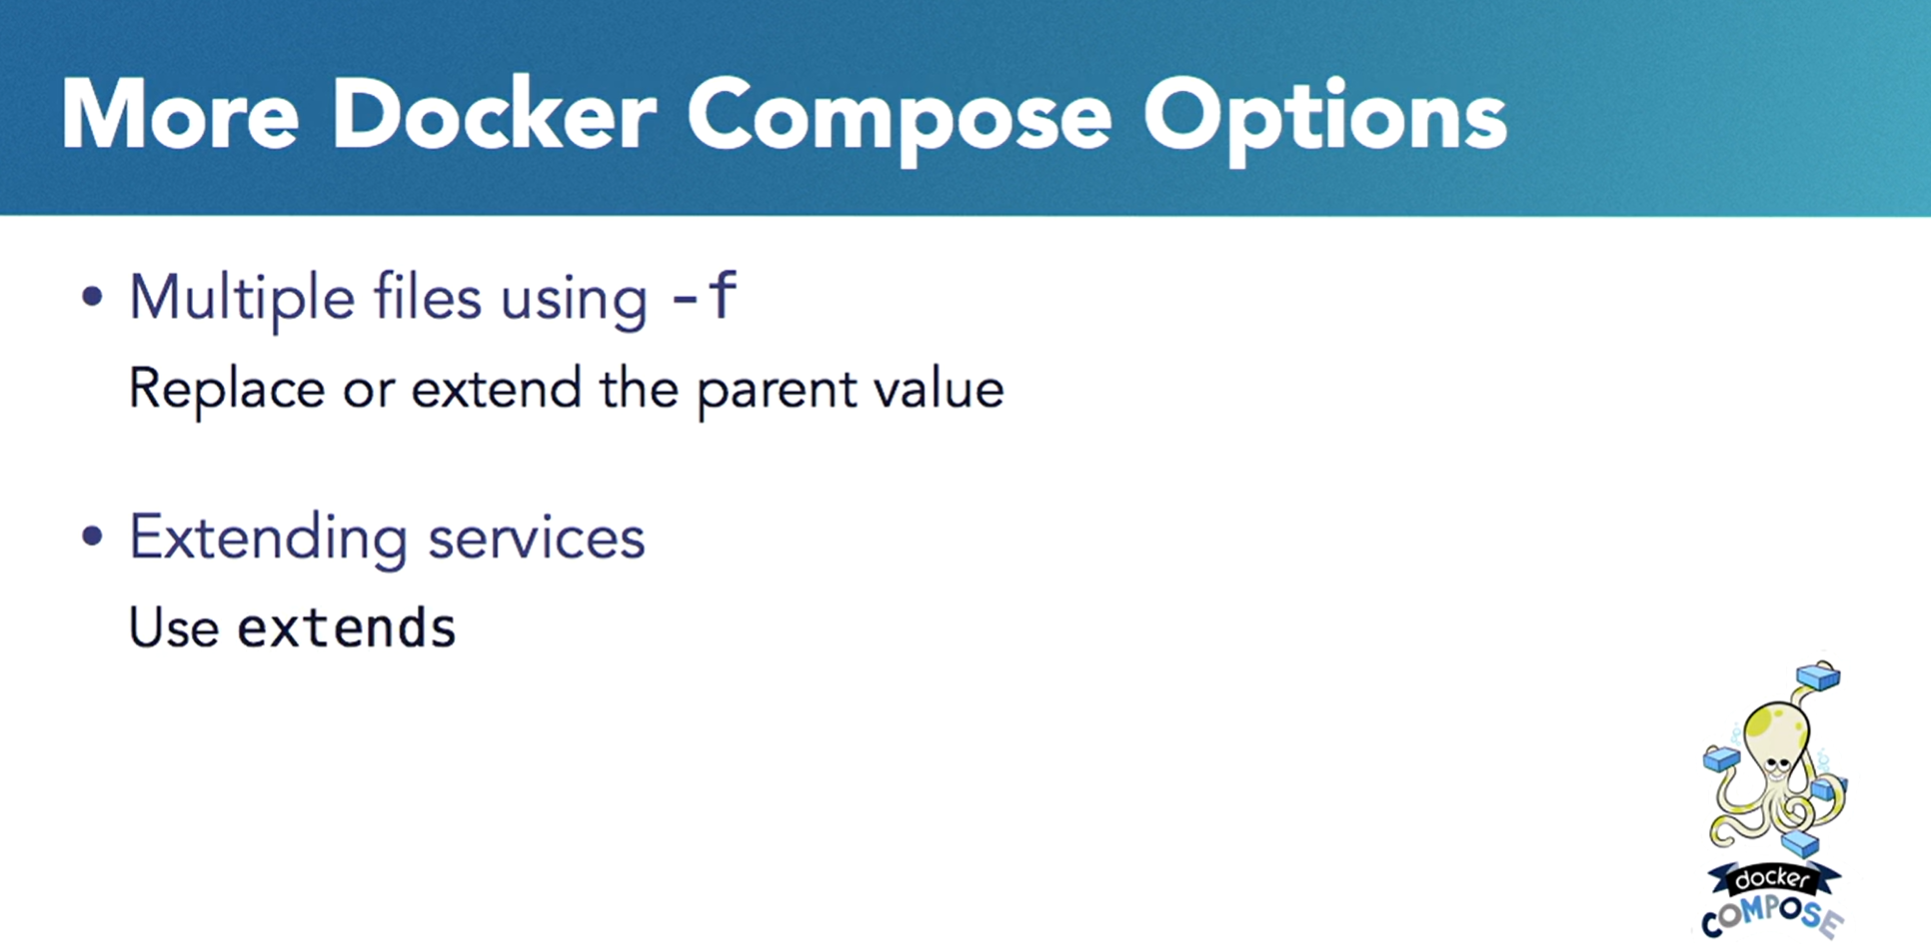 More Docker Compose Options
• Multiple files using -f
Replace or extend the parent value
• Extending services
Use extends
docker
COMPOSE